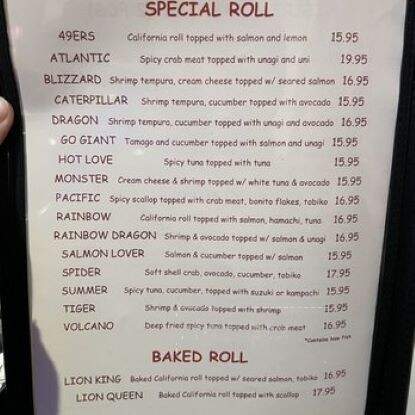 SPECIAL ROLL
49ERS California roll topped with salmon and lemon 15.95
ATLANTIC Spicy crab meat topped with unagi and uni 19.95
BLIZZARD Shrimp tempura, cream cheese topped w/ seared salmon 16.95
CATERPILLAR Shrimp tempura, cucumber topped with avocado 15.95
DRAGON Shrimp tempura, cucumber topped with unagi and avocado 16.95
GO GIANT Tamago and cucumber topped with salmon and unagi 15.95
HOT LOVE Spicy tuna topped with tuna 15.95
MONSTER Cream cheese & shrimp topped w/ white tuna & avocado 15.95
PACIFIC Spicy scallop topped with crab meat, bonito flakes, tobiko 16.95
RAINBOW California roll topped with salmon, hamachi, tuna 16.95
RAINBOW DRAGON Shrimp & avocado topped w/ salmon & unagi 16.95
SALMON LOVER Salmon & cucumber topped w/ salmon 15.95
SPIDER Soft shell crab, avocado, cucumber, tobiko 17.95
SUMMER Spicy tuna, cucumber, topped with suzuki or kampachi 15.95
TIGER Shrimp & avocado topped with shrimp 15.95
VOLCANO Deep fried spicy tuna topped with crab meat 16.95
*Contains Raw Fish
BAKED ROLL
LION KING Baked California roll topped w/ seared salmon, tobiko 16.95
LION QUEEN Baked California roll topped with scallop 17.95